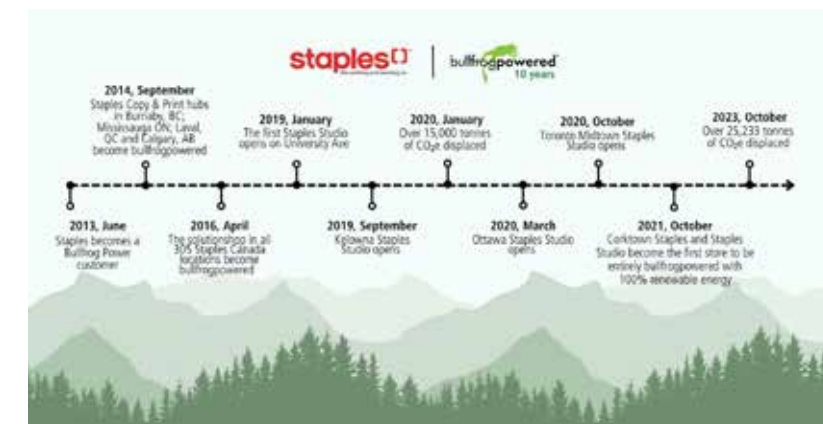 staples
bullfrogpowered
10 years
2014, September
Staples Copy & Print hubs
in Burnaby, BC;
Mississauga ON; Laval,
QC and Calgary, AB
become bullfrogpowered
2019, January
The first Staples Studio
opens on University Ave
2020, January
Over 15,000 tonnes
of CO₂e displaced
2020, October
Toronto Midtown Staples
Studio opens
2023, October
Over 25,233 tonnes
of CO₂e displaced
2013, June
Staples becomes a
Bullfrog Power
customer
2016, April
The solutionshop in all
305 Staples Canada
locations become
bullfrogpowered
2019, September
Kelowna Staples
Studio opens
2020, March
Ottawa Staples Studio
opens
2021, October
Corktown Staples and Staples
Studio become the first store to be
entirely bullfrogpowered with
100% renewable energy